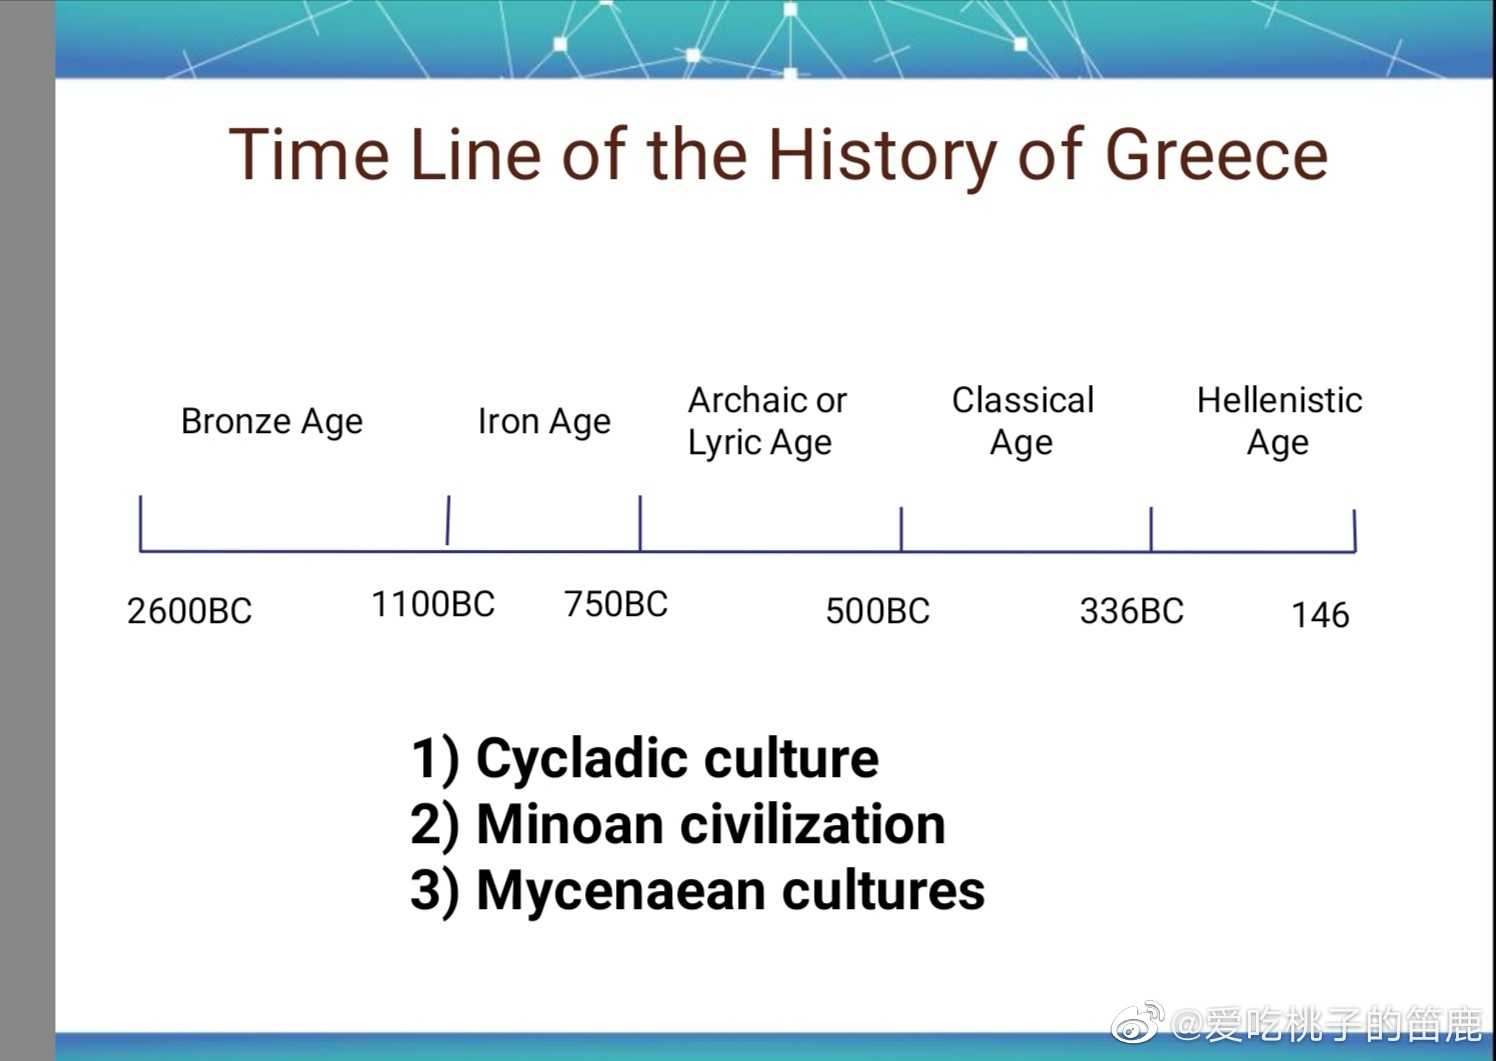 Time Line of the History of Greece
Bronze Age
Iron Age
Archaic or
Lyric Age
Classical
Age
Hellenistic
Age
2600BC
1100BC
750BC
500BC
336BC
146
1) Cycladic culture
2) Minoan civilization
3) Mycenaean cultures
@爱吃桃子的笛鹿